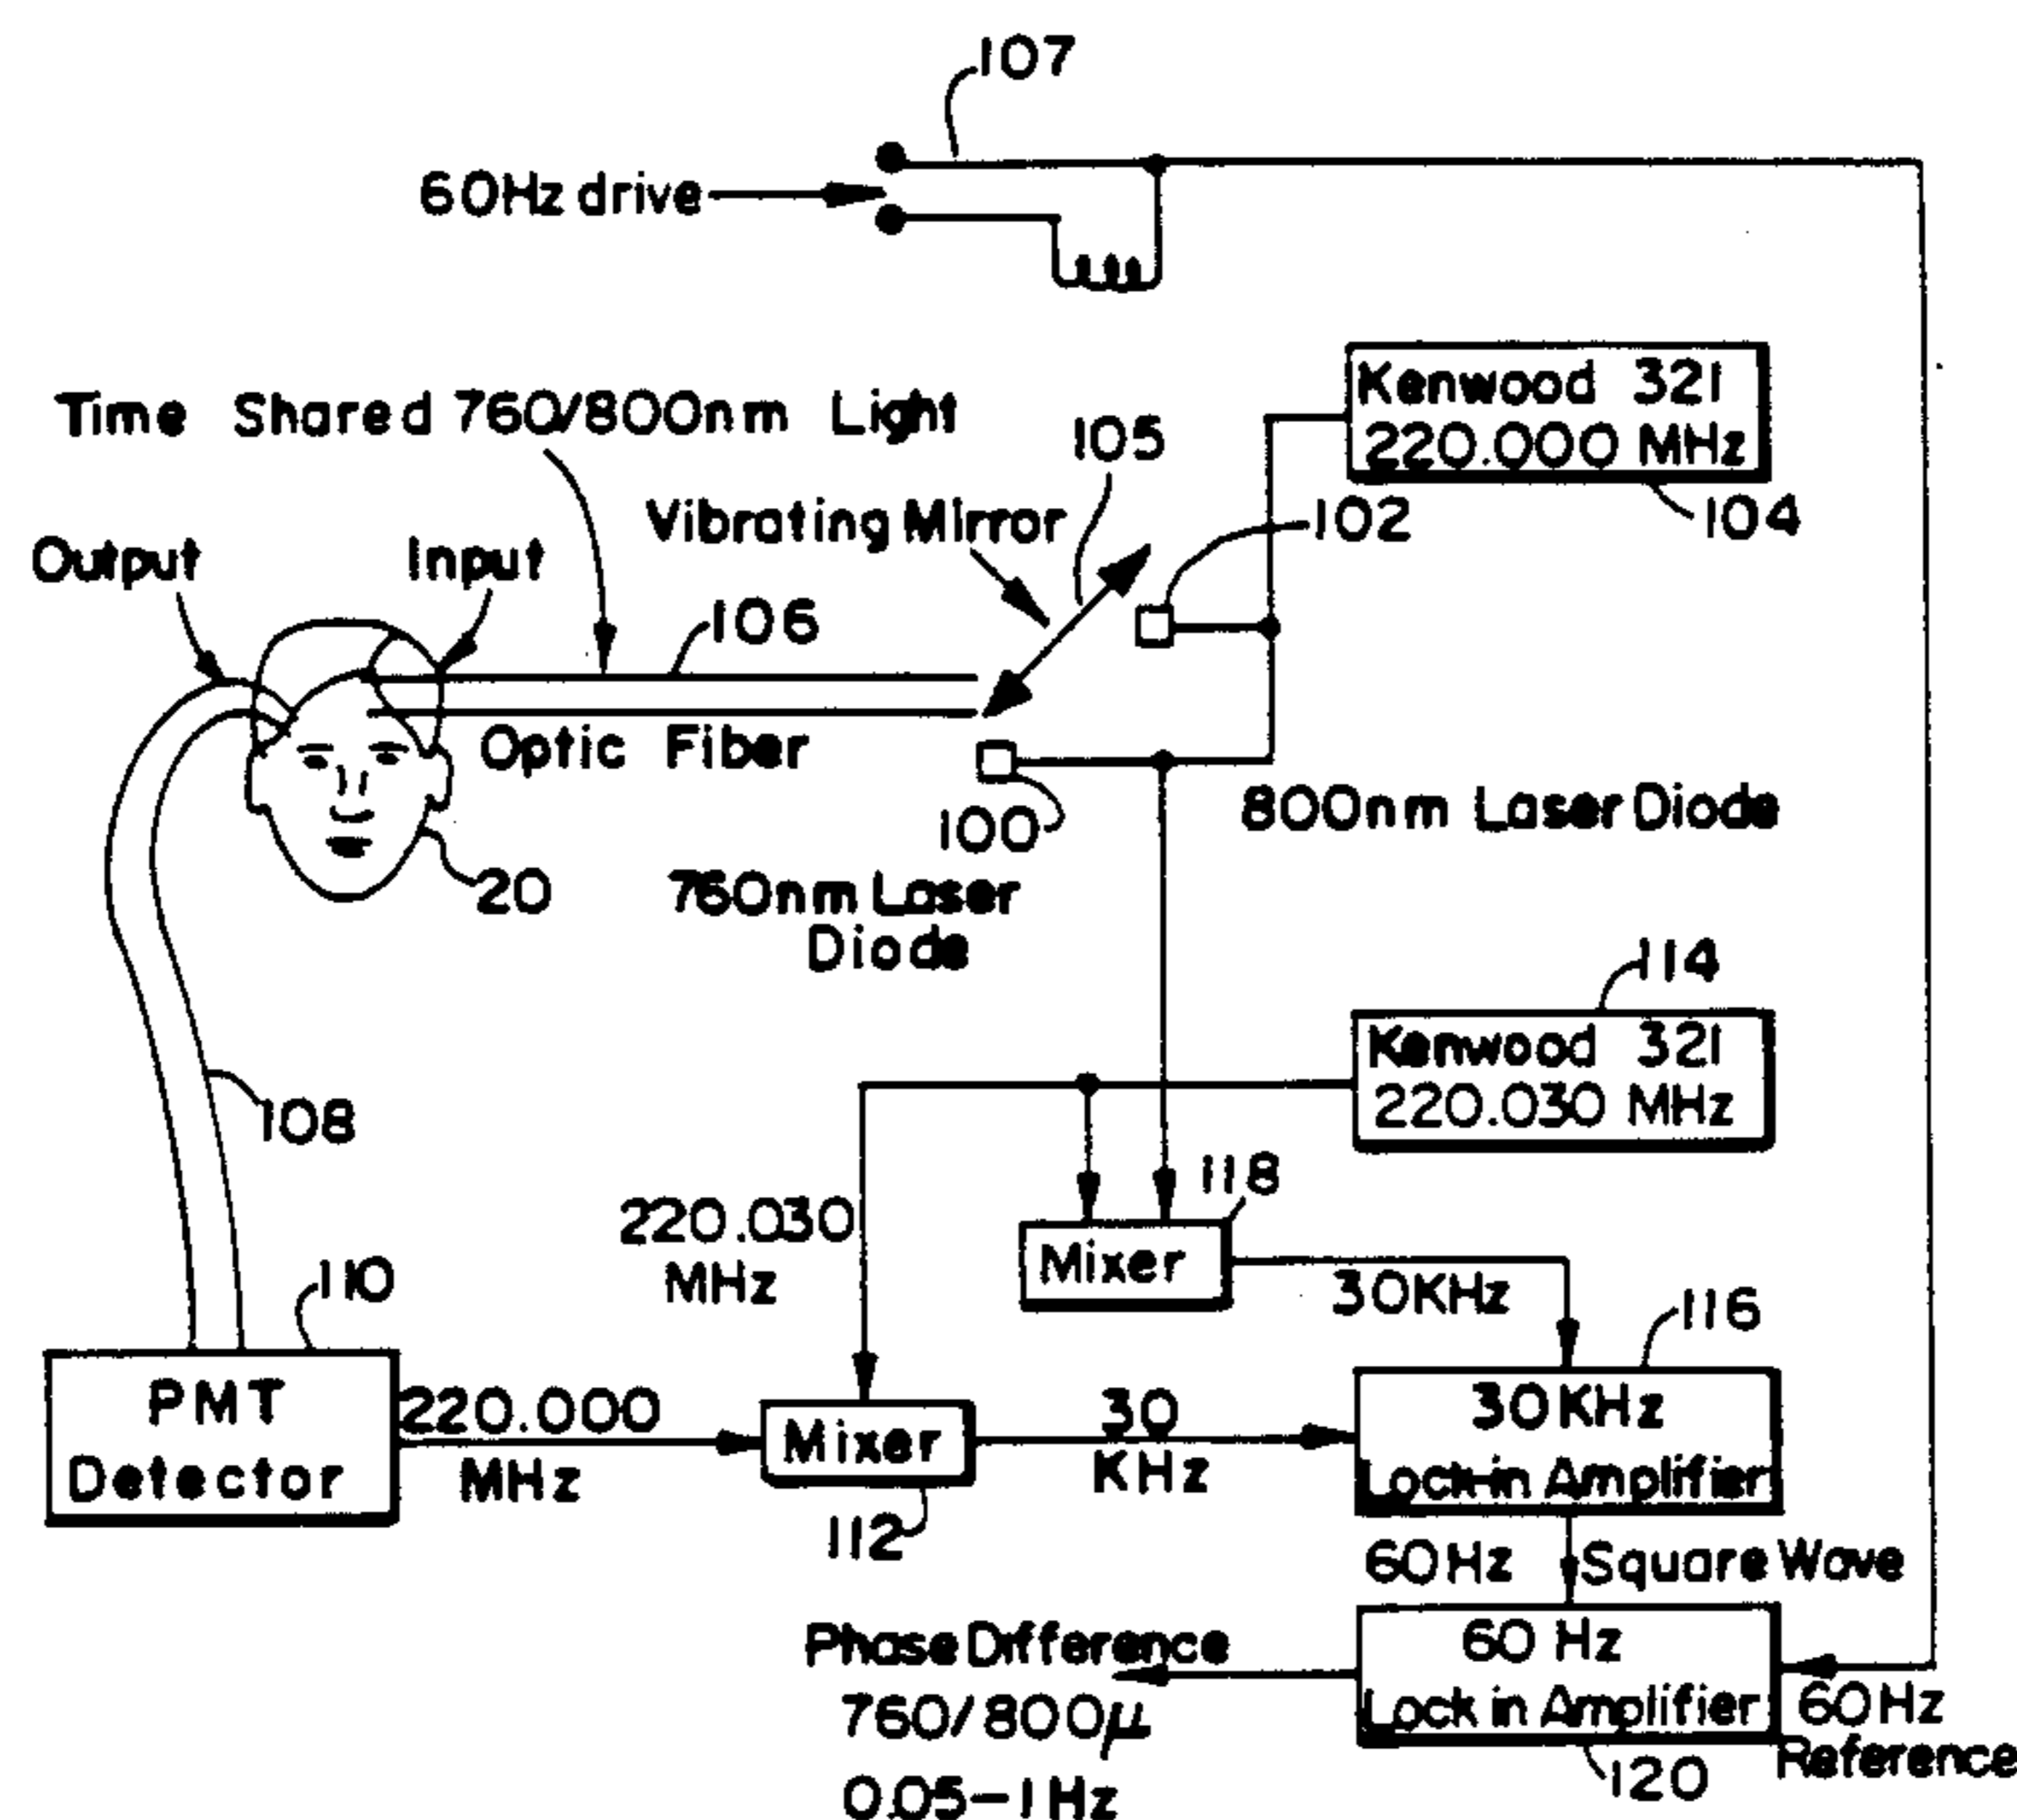 107
60Hz drive
Kenwood 321
220.000 MHz
104
Time Shared 760/800nm Light
105
Vibrating Mirror
102
Output
Input
106
Optic Fiber
100
760nm Laser
Diode
800nm Laser Diode
20
114
Kenwood 321
220.030 MHz
108
118
220.030
MHz
Mixer
30KHz
116
110
PMT
Detector
220.000
MHz
Mixer
112
30
KHz
30KHz
Lock-in Amplifier
60Hz
Square Wave
60 Hz
Lock in Amplifier
120
60Hz
Reference
Phase Difference
760/800μ
0.05-1Hz